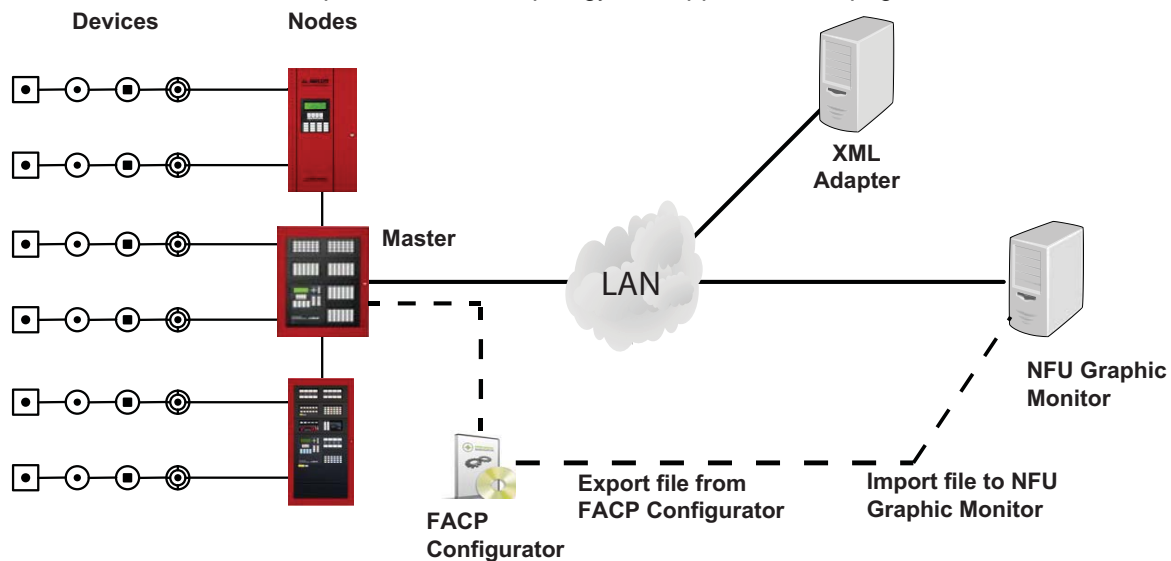 Devices
Nodes
XML
Adapter
Master
LAN
NFU Graphic
Monitor
Export file from
FACP Configurator
Import file to NFU
Graphic Monitor
FACP
Configurator